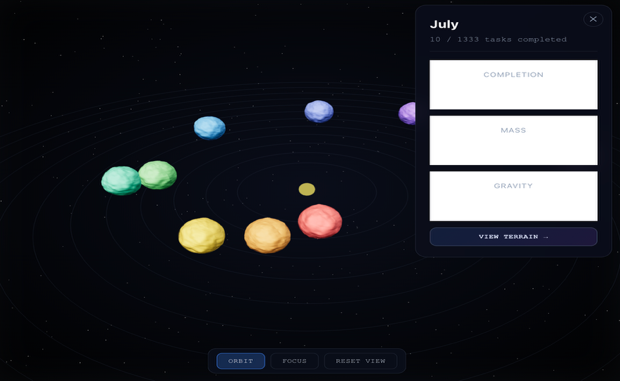 July
10 / 1333 tasks completed
COMPLETION
MASS
GRAVITY
VIEW TERRAIN →
ORBIT
FOCUS
RESET VIEW